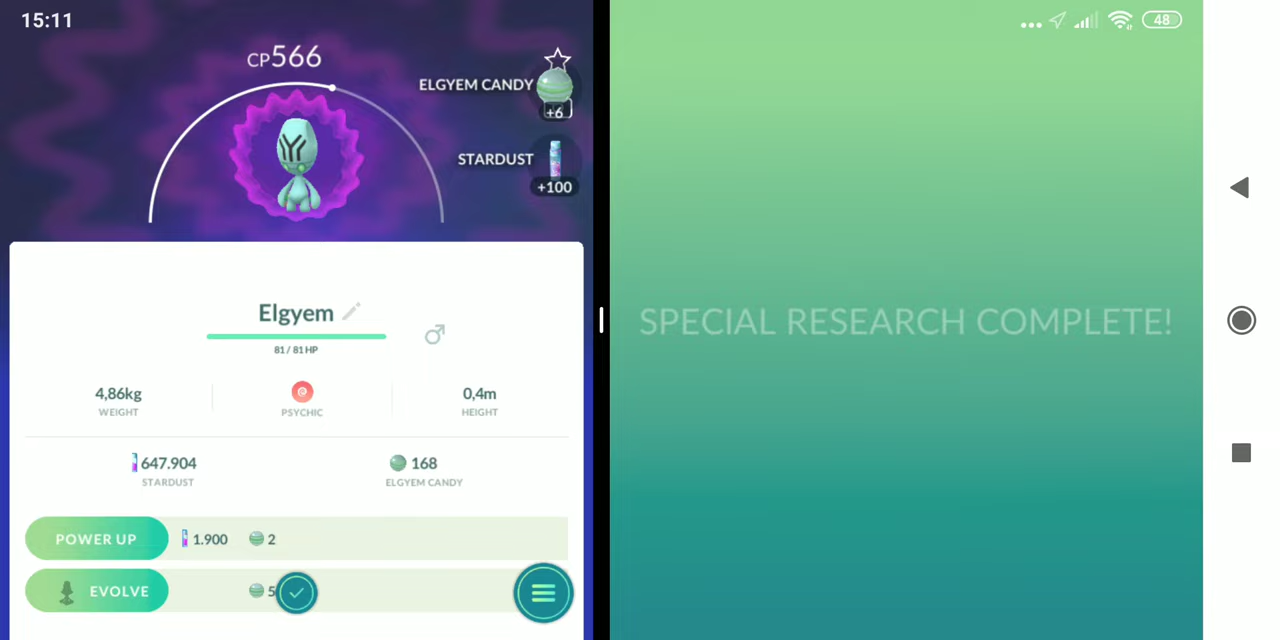 15:11
CP566
ELGYEM CANDY
+6
STARDUST
+100
Elgyem
81 / 81 HP
4,86kg
WEIGHT
PSYCHIC
0,4m
HEIGHT
647.904
STARDUST
168
ELGYEM CANDY
POWER UP
1.900
2
EVOLVE
5
48
SPECIAL RESEARCH COMPLETE!